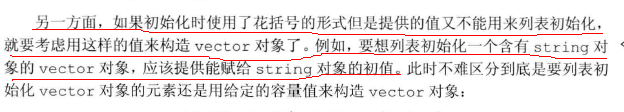 另一方面，如果初始化时使用了花括号的形式但是提供的值又不能用来列表初始化，
就要考虑用这样的值来构造 vector 对象了。例如，要想列表初始化一个含有 string 对
象的 vector 对象，应该提供能赋给 string 对象的初值。此时不难区分到底是要列表初
始化 vector 对象的元素还是用给定的容量值来构造 vector 对象：